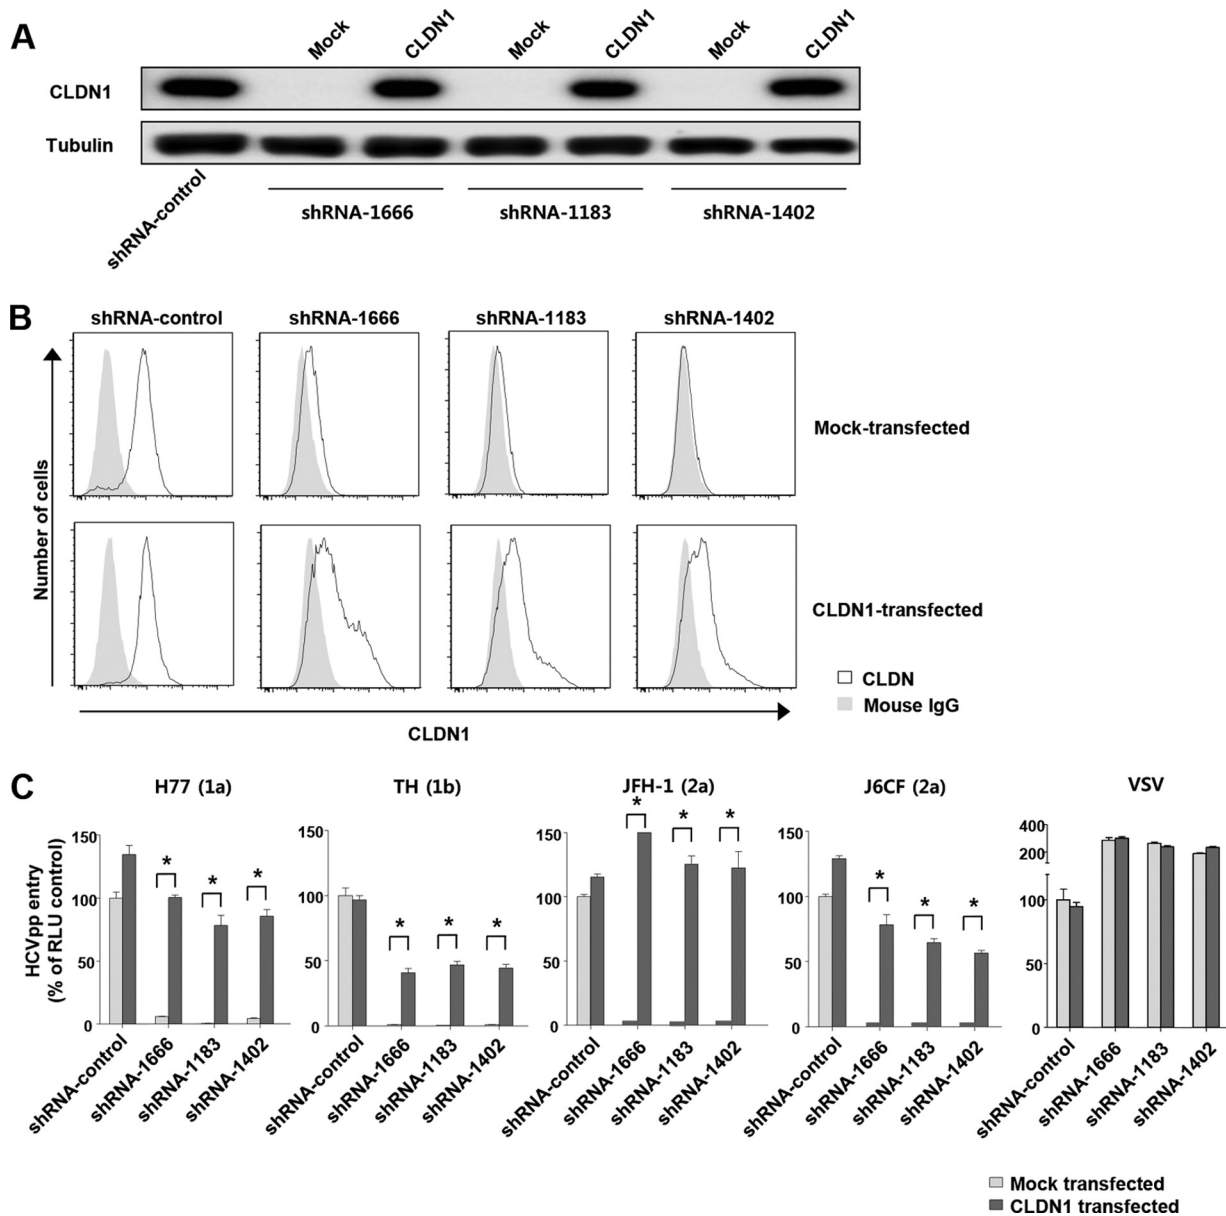 A
Mock
CLDN1
Mock
CLDN1
Mock
CLDN1
CLDN1
Tubulin
shRNA-control
shRNA-1666
shRNA-1183
shRNA-1402
B
shRNA-control
shRNA-1666
shRNA-1183
shRNA-1402
Number of cells
Mock-transfected
CLDN1-transfected
CLDN
Mouse IgG
CLDN1
C
H77 (1a)
TH (1b)
JFH-1 (2a)
J6CF (2a)
VSV
HCVpp entry
(% of RLU control)
150
100
50
0
* * *
shRNA-control
shRNA-1666
shRNA-1183
shRNA-1402
150
100
50
0
* * *
shRNA-control
shRNA-1666
shRNA-1183
shRNA-1402
150
100
50
0
* * *
shRNA-control
shRNA-1666
shRNA-1183
shRNA-1402
150
100
50
0
* * *
shRNA-control
shRNA-1666
shRNA-1183
shRNA-1402
400
200
100
50
0
shRNA-control
shRNA-1666
shRNA-1183
shRNA-1402
Mock transfected
CLDN1 transfected